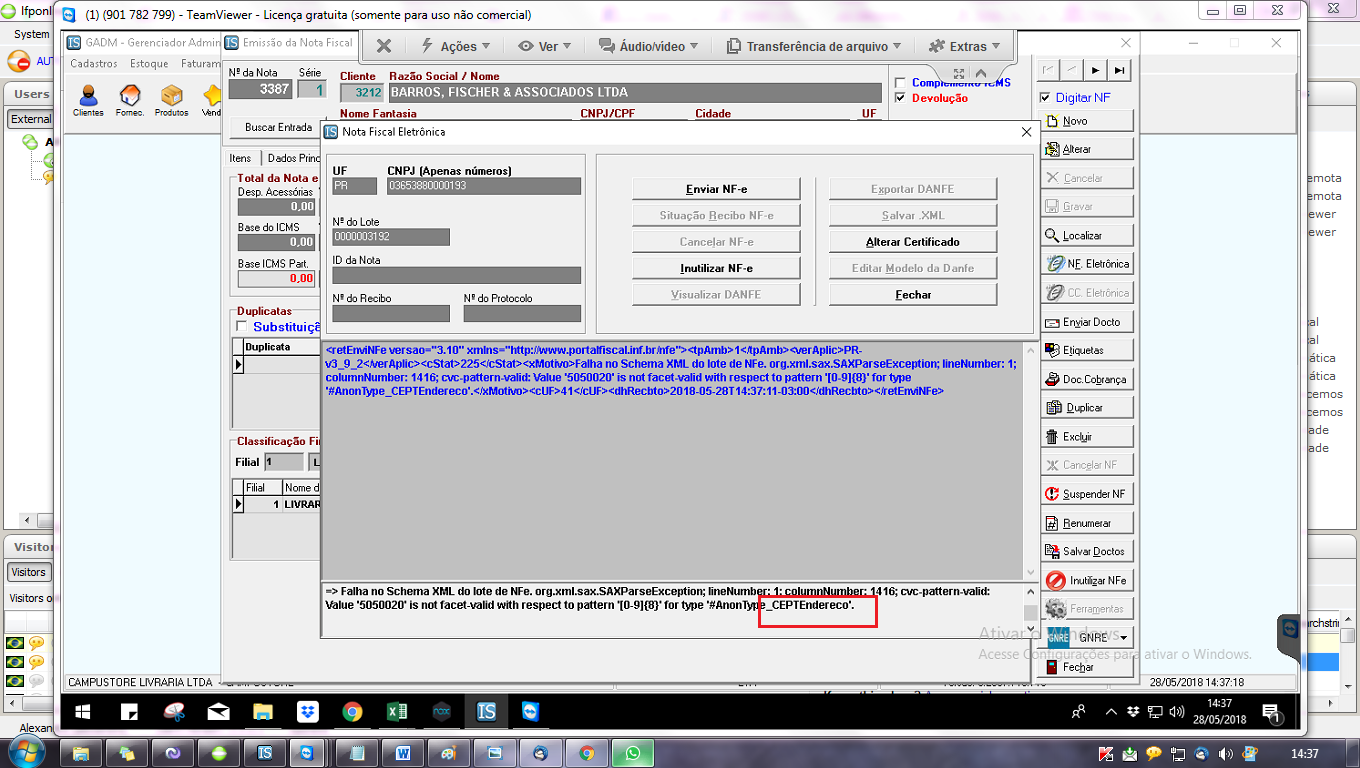 Ifponli
(1) (901 782 799) - TeamViewer - Licença gratuita (somente para uso não comercial)
System
GADM - Gerenciador Admin
Emissão da Nota Fiscal
Ações
Ver
Áudio/vídeo
Transferência de arquivo
Extras
Cadastros Estoque Faturam
Clientes
Fornec.
Produtos
Vend
Users
External
Nº da Nota
3387
Série
1
Cliente
3212
Razão Social / Nome
BARROS, FISCHER & ASSOCIADOS LTDA
Complemento ICMS
Devolução
Nome Fantasia
CNPJ/CPF
Cidade
UF
Buscar Entrada
Itens
Dados Princ
Total da Nota e
Desp. Acessórias
0,00
Base do ICMS
0,00
Base ICMS Part.
0,00
Duplicatas
Substituiçã
Duplicata
Classificação Fi
Filial
1
L
Filial
Nome d
1
LIVRAR
Nota Fiscal Eletrônica
UF
PR
CNPJ (Apenas números)
03653880000193
Nº do Lote
0000003192
ID da Nota
Nº do Recibo
Nº do Protocolo
Enviar NF-e
Situação Recibo NF-e
Cancelar NF-e
Inutilizar NF-e
Visualizar DANFE
Exportar DANFE
Salvar .XML
Alterar Certificado
Editar Modelo da Danfe
Fechar
<retEnviNFe versao="3.10" xmlns="http://www.portalfiscal.inf.br/nfe"><tpAmb>1</tpAmb><verAplic>PR-
v3_9_2</verAplic><cStat>225</cStat><xMotivo>Falha no Schema XML do lote de NFe. org.xml.sax.SAXParseException; lineNumber: 1;
columnNumber: 1416; cvc-pattern-valid: Value '5050020' is not facet-valid with respect to pattern '[0-9]{8}' for type
'#AnonType_CEPTEndereco'.</xMotivo><cUF>41</cUF><dhRecbto>2018-05-28T14:37:11-03:00</dhRecbto></retEnviNFe>
=> Falha no Schema XML do lote de NFe. org.xml.sax.SAXParseException; lineNumber: 1; columnNumber: 1416; cvc-pattern-valid:
Value '5050020' is not facet-valid with respect to pattern '[0-9]{8}' for type '#AnonType_CEPTEndereco'.
Digitar NF
Novo
Alterar
Cancelar
Gravar
Localizar
NF. Eletrônica
CC. Eletrônica
Enviar Docto
Etiquetas
Doc.Cobrança
Duplicar
Excluir
Cancelar NF
Suspender NF
Renumerar
Salvar Doctos
Inutilizar NFe
Ferramentas
GNRE
GNRE
Fechar
emota
emota
ewer
ewer
cal
ática
ática
cemos
cemos
ade
ade
archstrin
Ativar o Windows
Acesse Configurações para ativar o Windows.
Visitor
Visitors
Visitors o
Alexan
CAMPUSTORE LIVRARIA LTDA
28/05/2018 14:37:18
14:37
28/05/2018
1
14:37